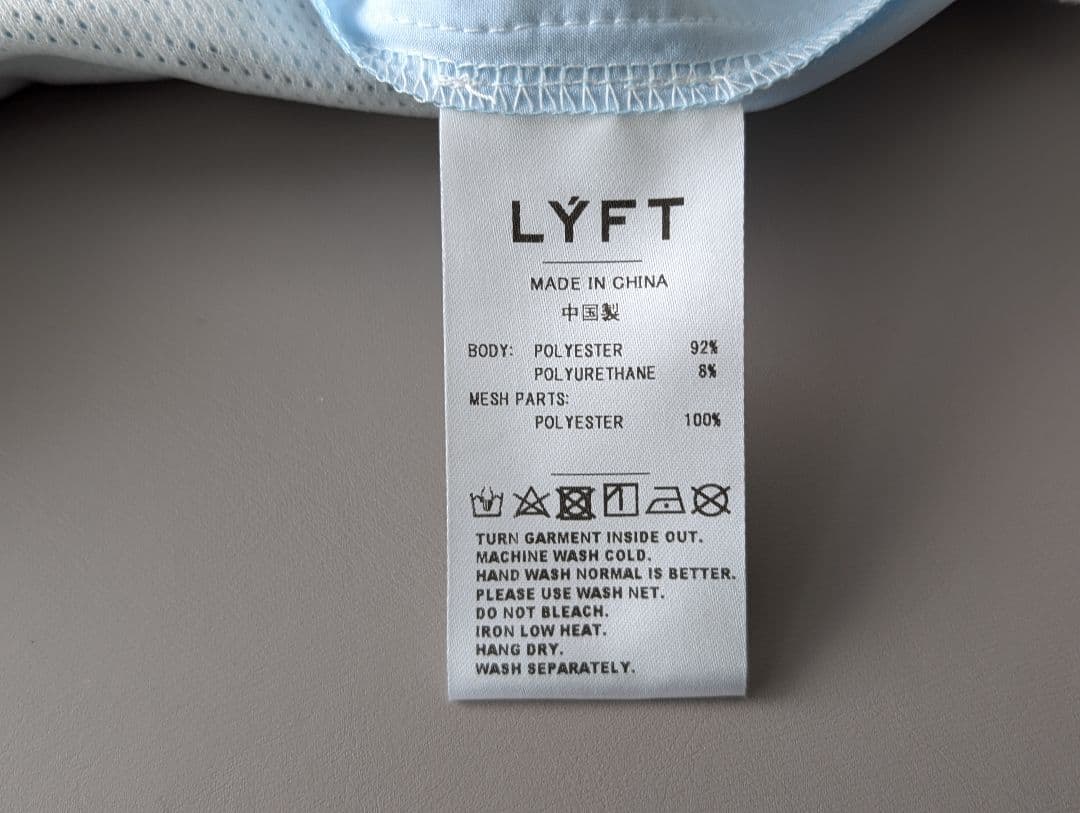 LÝFT
MADE IN CHINA
中国製
BODY: POLYESTER 92%
POLYURETHANE 8%
MESH PARTS:
POLYESTER 100%
TURN GARMENT INSIDE OUT.
MACHINE WASH COLD.
HAND WASH NORMAL IS BETTER.
PLEASE USE WASH NET.
DO NOT BLEACH.
IRON LOW HEAT.
HANG DRY.
WASH SEPARATELY.